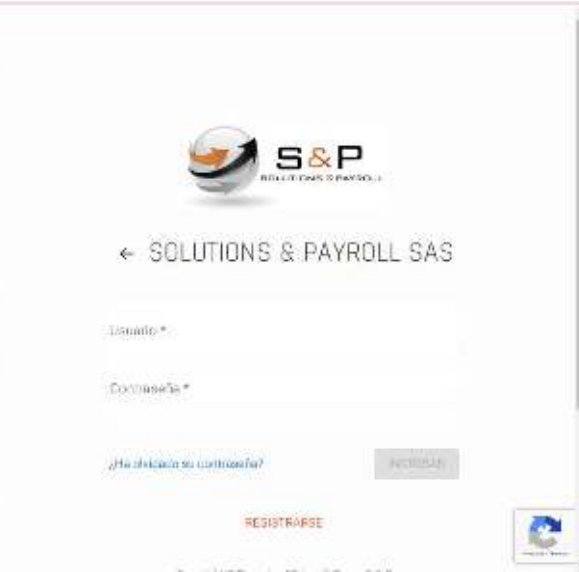 S&P
SOLUTIONS & PAYROLL
← SOLUTIONS & PAYROLL SAS
Usuario *
Contraseña *
¿Ha olvidado su contraseña?
INGRESAR
REGISTRARSE